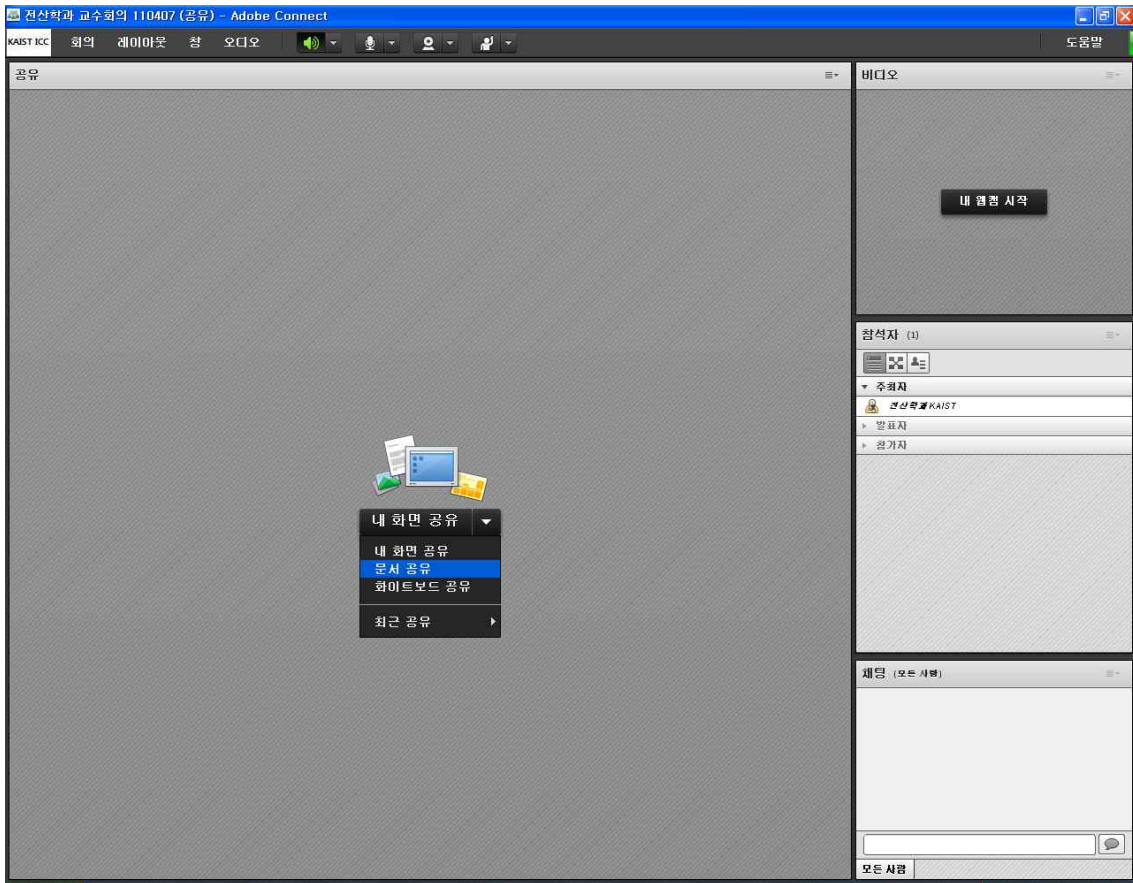 전산학과 교수회의 110407 (공유) - Adobe Connect
KAIST ICC 회의 레이아웃 창 오디오 도움말
공유
내 화면 공유
내 화면 공유
문서 공유
화이트보드 공유
최근 공유
비디오
내 웹캠 시작
참석자 (1)
주최자
전산학과 KAIST
발표자
참가자
채팅 (모든 사람)
모든 사람